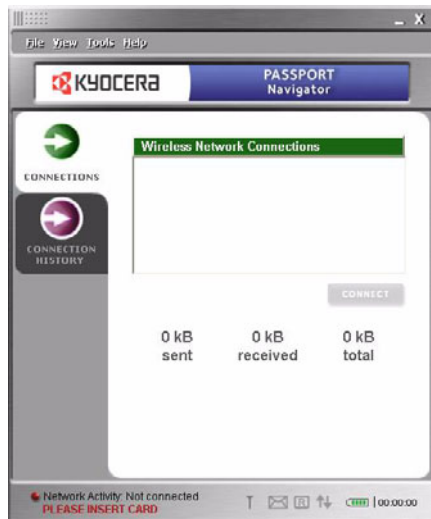 _ X
File View Tools Help
KYOCERA
PASSPORT
Navigator
CONNECTIONS
Wireless Network Connections
CONNECTION
HISTORY
CONNECT
0 kB
sent
0 kB
received
0 kB
total
Network Activity: Not connected
PLEASE INSERT CARD
R
00:00:00